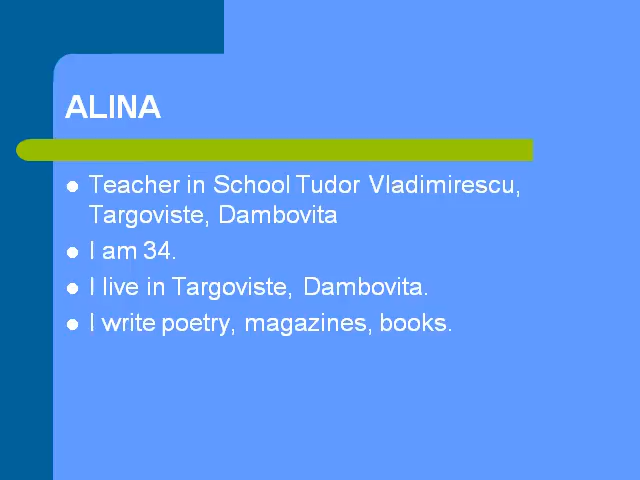 ALINA
Teacher in School Tudor Vladimirescu,
Targoviste, Dambovita
I am 34.
I live in Targoviste, Dambovita.
I write poetry, magazines, books.